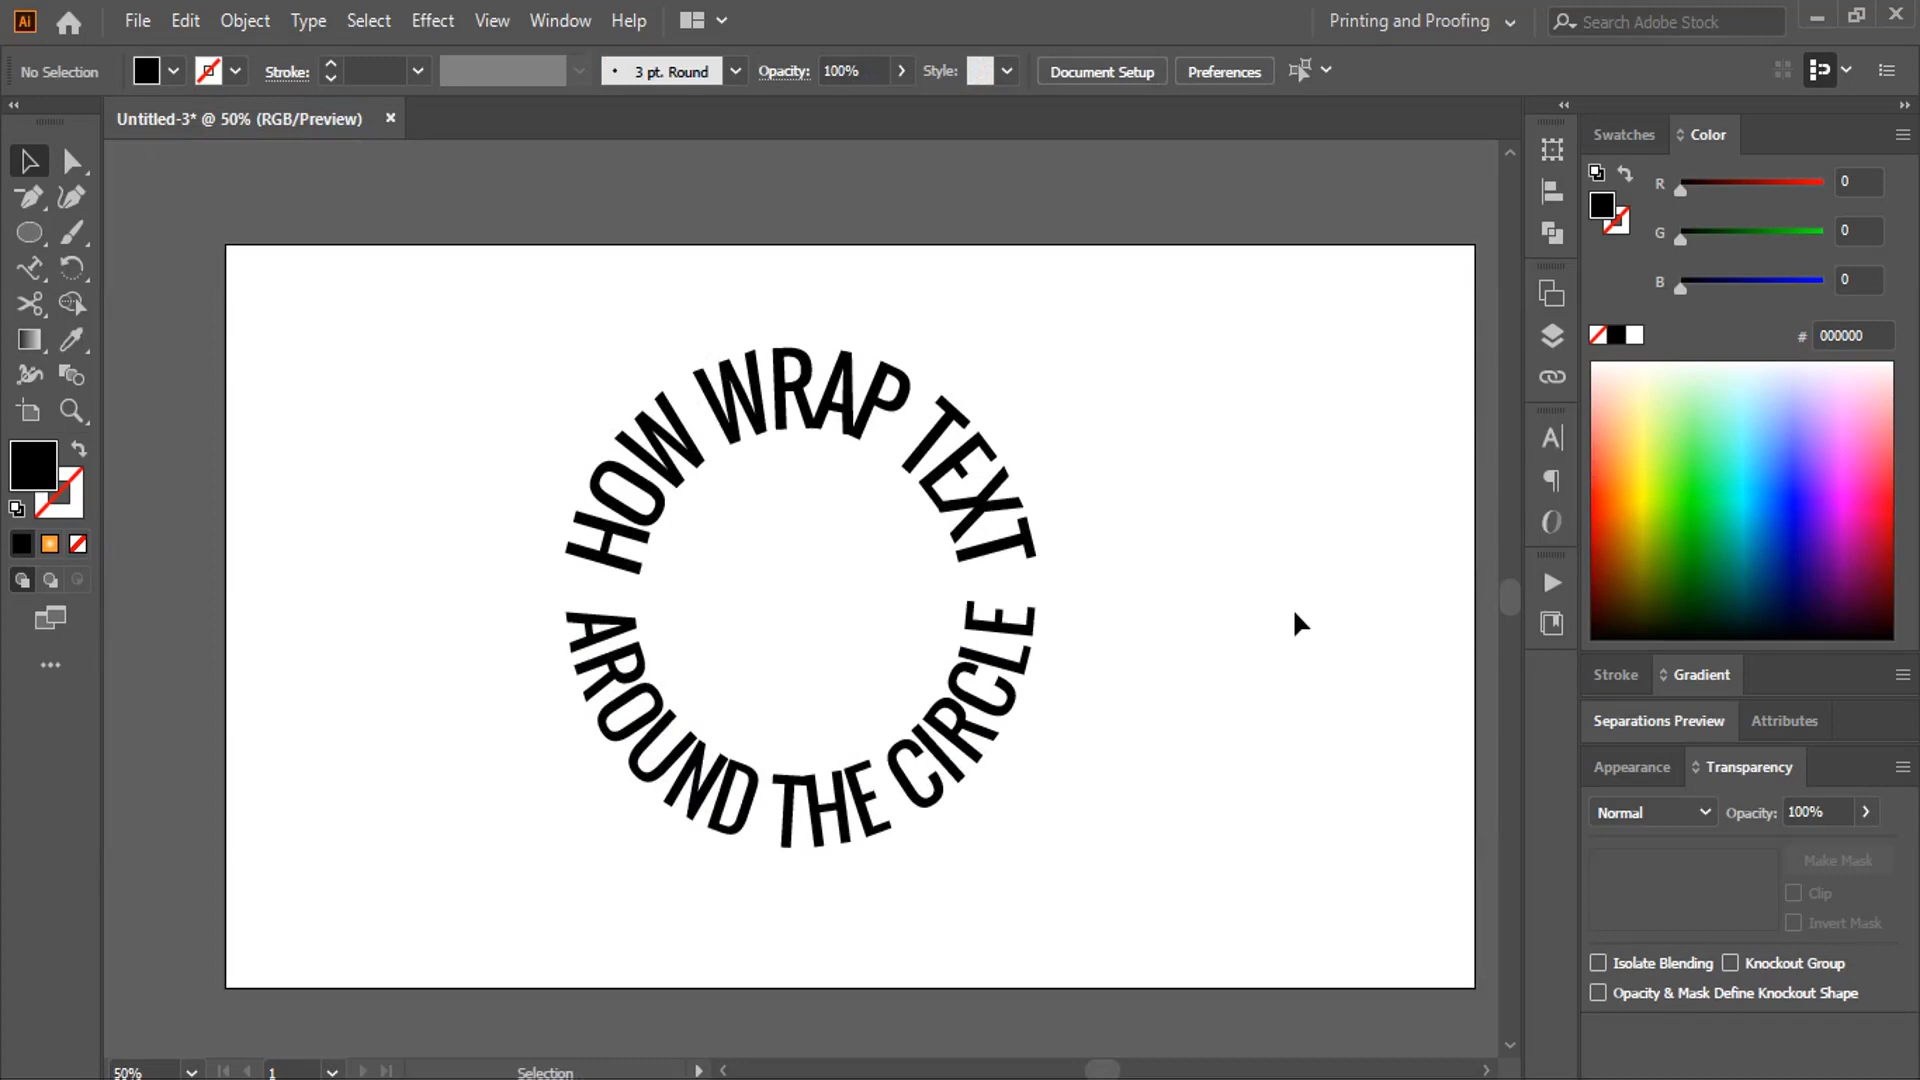 Ai
File Edit Object Type Select Effect View Window Help
Printing and Proofing
Search Adobe Stock
No Selection
Stroke:
3 pt. Round
Opacity: 100%
Style:
Document Setup
Preferences
Untitled-3* @ 50% (RGB/Preview) ×
Swatches Color
R 0
G 0
B 0
# 000000
HOW WRAP TEXT
AROUND THE CIRCLE
Stroke Gradient
Separations Preview Attributes
Appearance Transparency
Normal
Opacity: 100%
Make Mask
Clip
Invert Mask
Isolate Blending
Knockout Group
Opacity & Mask Define Knockout Shape
50%
1
Selection